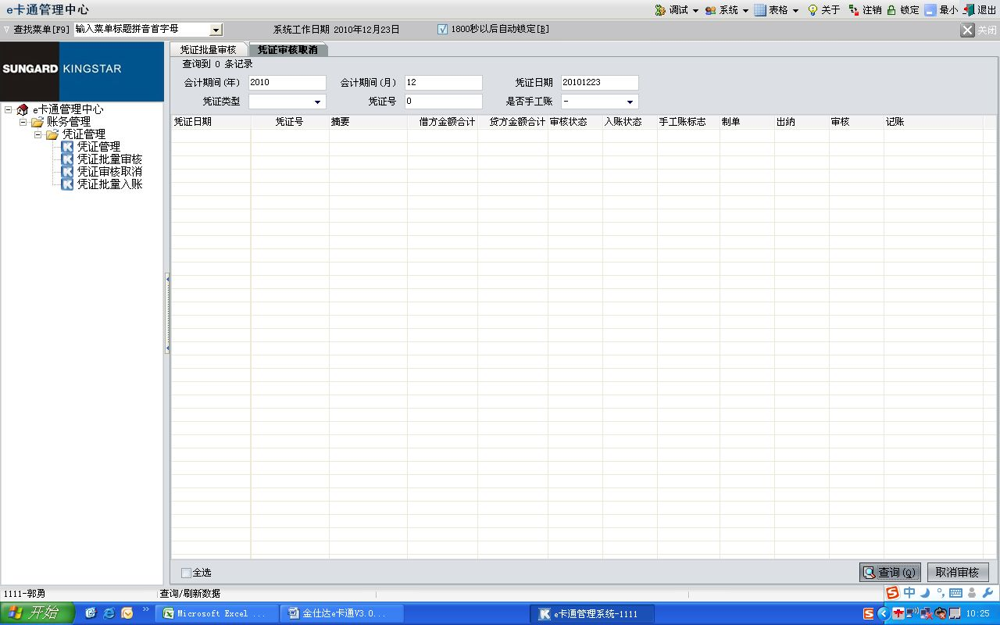 e卡通管理中心 调试 系统 表格 关于 注销 锁定 最小 退出
查找菜单[F9] 输入菜单标题拼音首字母 系统工作日期 2010年12月23日 1800秒以后自动锁定[B] 关闭
SUNGARD KINGSTAR
e卡通管理中心
账务管理
凭证管理
凭证管理
凭证批量审核
凭证审核取消
凭证批量入账
凭证批量审核 凭证审核取消
查询到 0 条记录
会计期间(年) 2010 会计期间(月) 12 凭证日期 20101223
凭证类型 凭证号 0 是否手工账 -
凭证日期 凭证号 摘要 借方金额合计 贷方金额合计 审核状态 入账状态 手工账标志 制单 出纳 审核 记账
全选 查询(Q) 取消审核
1111-郭勇 查询/刷新数据 中
开始 Microsoft Excel ... 金仕达e卡通V3.0... e卡通管理系统-1111 10:25